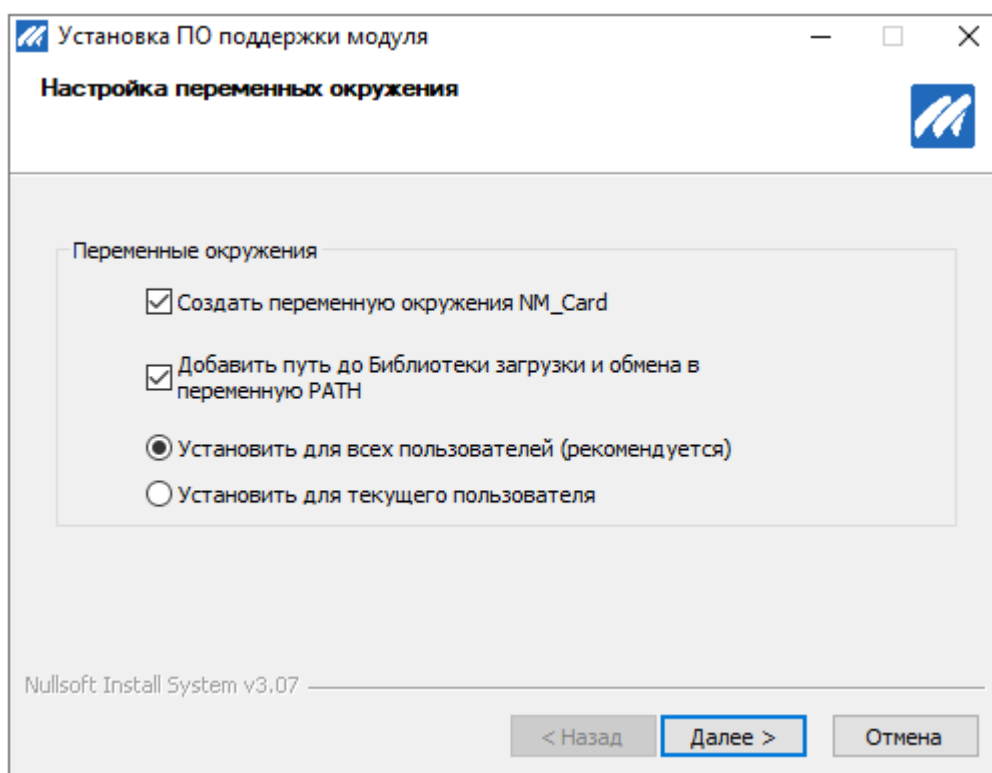 Установка ПО поддержки модуля
Настройка переменных окружения
Переменные окружения
Создать переменную окружения NM_Card
Добавить путь до Библиотеки загрузки и обмена в
переменную PATH
Установить для всех пользователей (рекомендуется)
Установить для текущего пользователя
Nullsoft Install System v3.07
< Назад
Далее >
Отмена